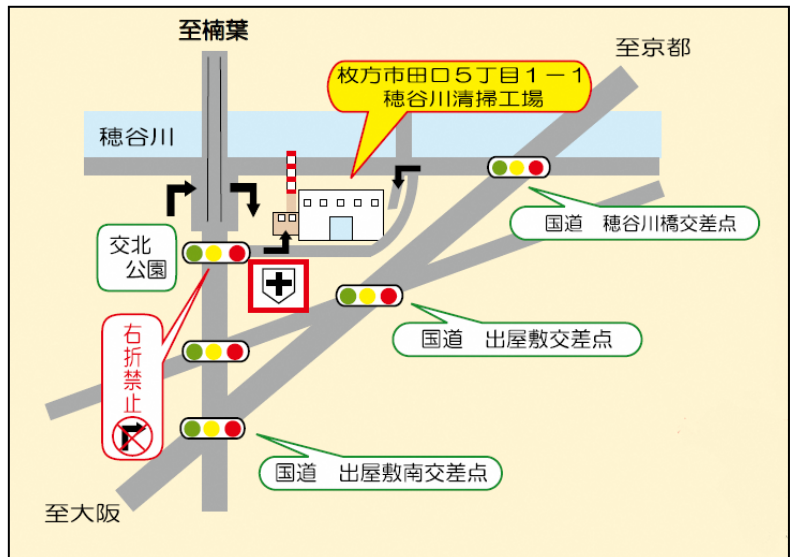 至楠葉
至京都
枚方市田口５丁目１－１
穂谷川清掃工場
穂谷川
国道　穂谷川橋交差点
交北
公園
国道　出屋敷交差点
右折禁止
国道　出屋敷南交差点
至大阪